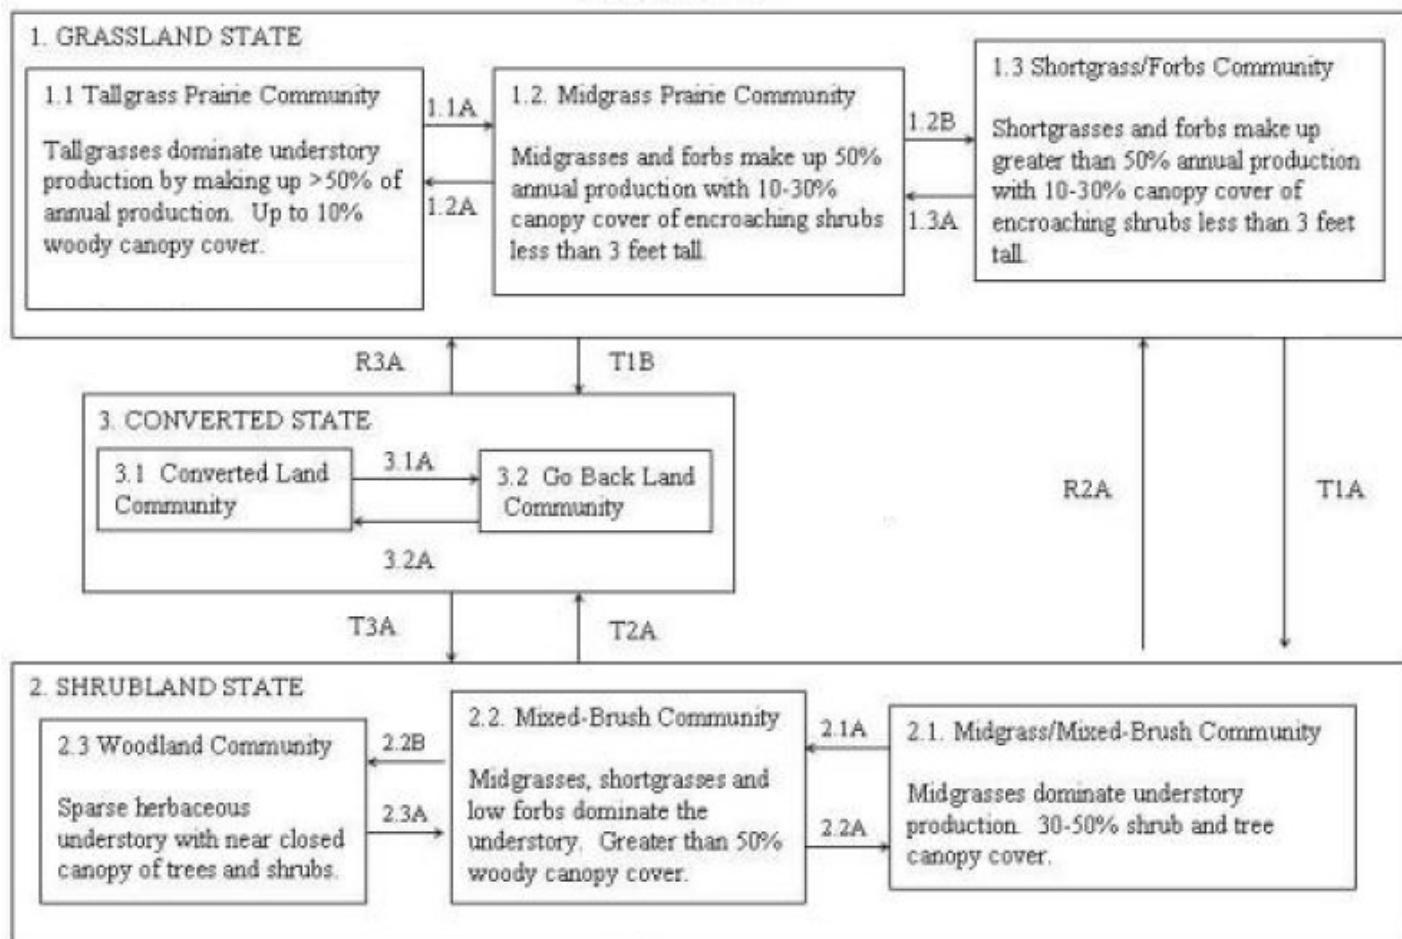 1. GRASSLAND STATE
1.1 Tallgrass Prairie Community
Tallgrasses dominate understory
production by making up >50% of
annual production. Up to 10%
woody canopy cover.
1.1A
1.2A
1.2. Midgrass Prairie Community
Midgrasses and forbs make up 50%
annual production with 10-30%
canopy cover of encroaching shrubs
less than 3 feet tall.
1.2B
1.3A
1.3 Shortgrass/Forbs Community
Shortgrasses and forbs make up
greater than 50% annual production
with 10-30% canopy cover of
encroaching shrubs less than 3 feet
tall.
R3A
T1B
3. CONVERTED STATE
3.1 Converted Land
Community
3.1A
3.2A
3.2 Go Back Land
Community
R2A
T1A
T3A
T2A
2. SHRUBLAND STATE
2.3 Woodland Community
Sparse herbaceous
understory with near closed
canopy of trees and shrubs.
2.2B
2.3A
2.2. Mixed-Brush Community
Midgrasses, shortgrasses and
low forbs dominate the
understory. Greater than 50%
woody canopy cover.
2.1A
2.2A
2.1. Midgrass/Mixed-Brush Community
Midgrasses dominate understory
production. 30-50% shrub and tree
canopy cover.